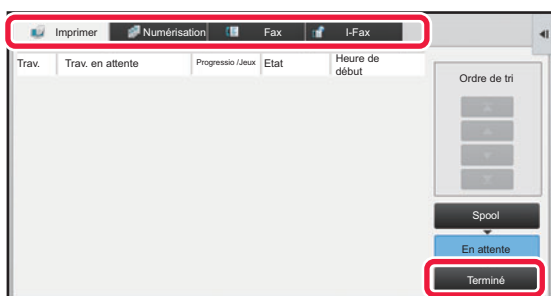 Imprimer Numérisation Fax I-Fax
Trav. Trav. en attente Progressio /Jeux Etat Heure de
début
Ordre de tri
Spool
En attente
Terminé